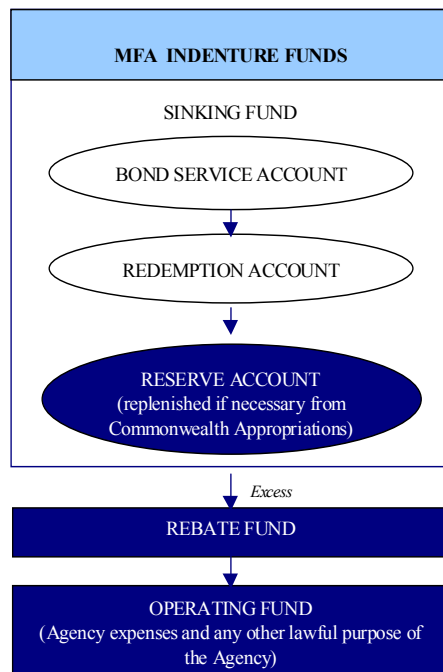 MFA INDENTURE FUNDS
SINKING FUND
BOND SERVICE ACCOUNT
REDEMPTION ACCOUNT
RESERVE ACCOUNT
(replenished if necessary from
Commonwealth Appropriations)
Excess
REBATE FUND
OPERATING FUND
(Agency expenses and any other lawful purpose of
the Agency)